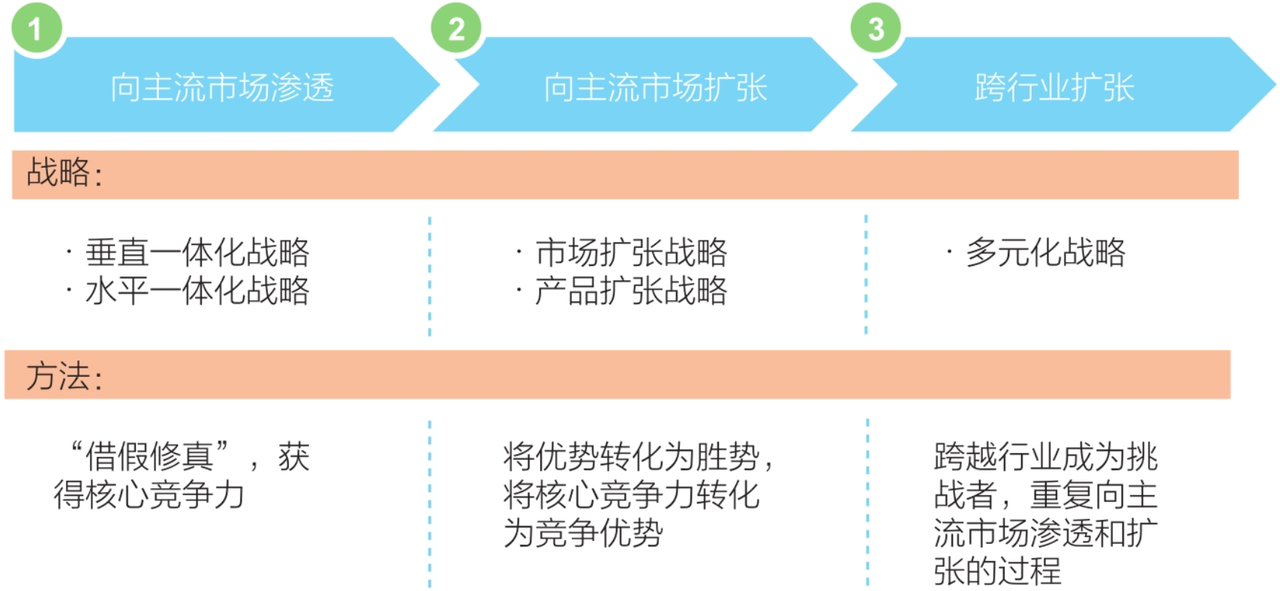 1
向主流市场渗透
2
向主流市场扩张
3
跨行业扩张
战略：
· 垂直一体化战略
· 水平一体化战略
· 市场扩张战略
· 产品扩张战略
· 多元化战略
方法：
“借假修真”，获
得核心竞争力
将优势转化为胜势，
将核心竞争力转化
为竞争优势
跨越行业成为挑
战者，重复向主
流市场渗透和扩
张的过程